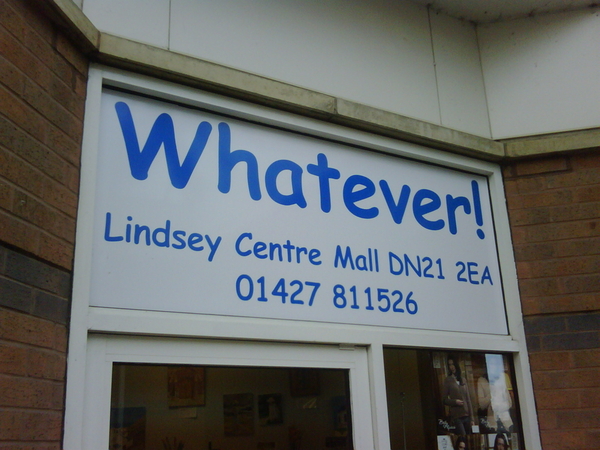 Whatever!
Lindsey Centre Mall DN21 2EA
01427 811526